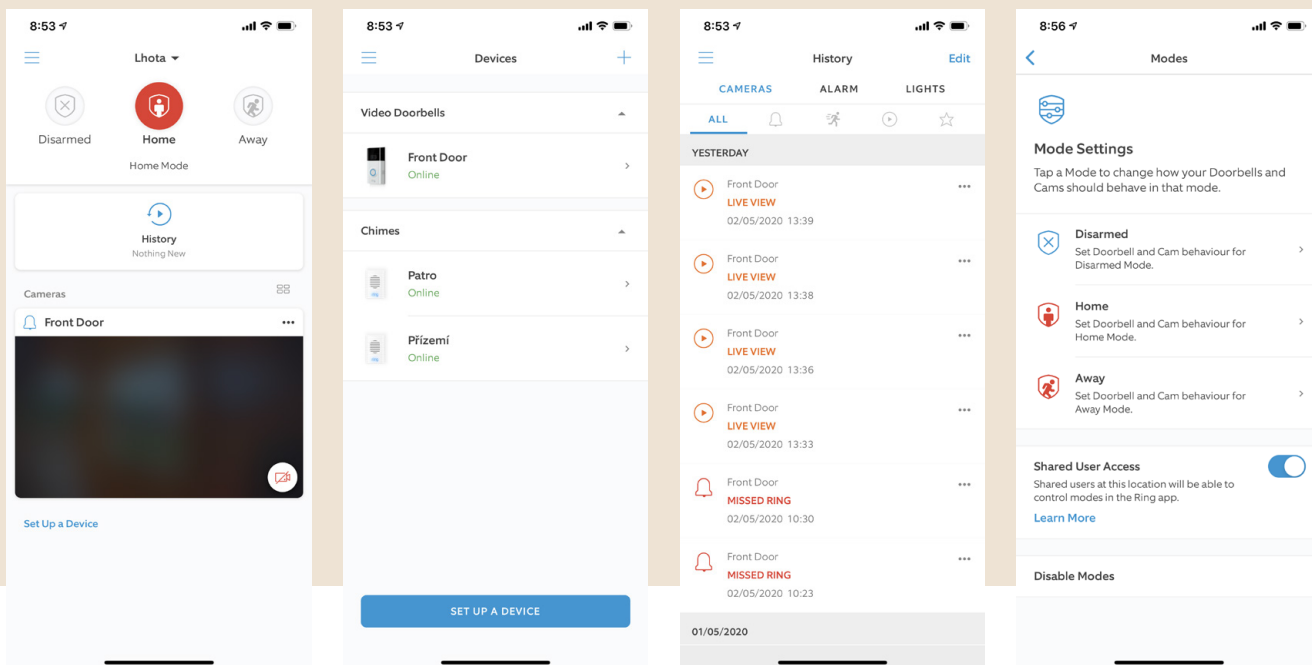 8:53
Lhota
Disarmed
Home
Away
Home Mode
History
Nothing New
Cameras
Front Door
Set Up a Device
8:53
Devices
Video Doorbells
Front Door
Online
Chimes
Patro
Online
Přízemí
Online
SET UP A DEVICE
8:53
History
Edit
CAMERAS ALARM LIGHTS
ALL
YESTERDAY
Front Door
LIVE VIEW
02/05/2020 13:39
Front Door
LIVE VIEW
02/05/2020 13:38
Front Door
LIVE VIEW
02/05/2020 13:36
Front Door
LIVE VIEW
02/05/2020 13:33
Front Door
MISSED RING
02/05/2020 10:30
Front Door
MISSED RING
02/05/2020 10:23
01/05/2020
8:56
Modes
Mode Settings
Tap a Mode to change how your Doorbells and
Cams should behave in that mode.
Disarmed
Set Doorbell and Cam behaviour for
Disarmed Mode.
Home
Set Doorbell and Cam behaviour for
Home Mode.
Away
Set Doorbell and Cam behaviour for
Away Mode.
Shared User Access
Shared users at this location will be able to
control modes in the Ring app.
Learn More
Disable Modes